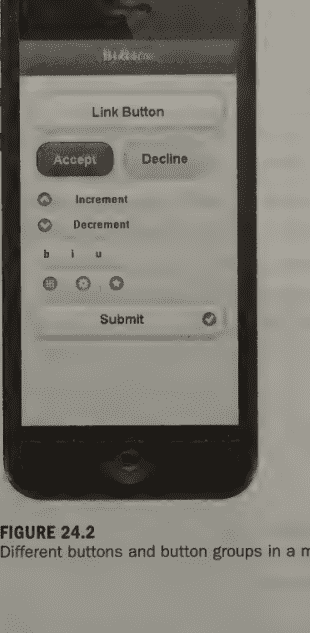 Link Button
Accept Decline
Increment
Decrement
b i u
Submit
FIGURE 24.2
Different buttons and button groups in a m